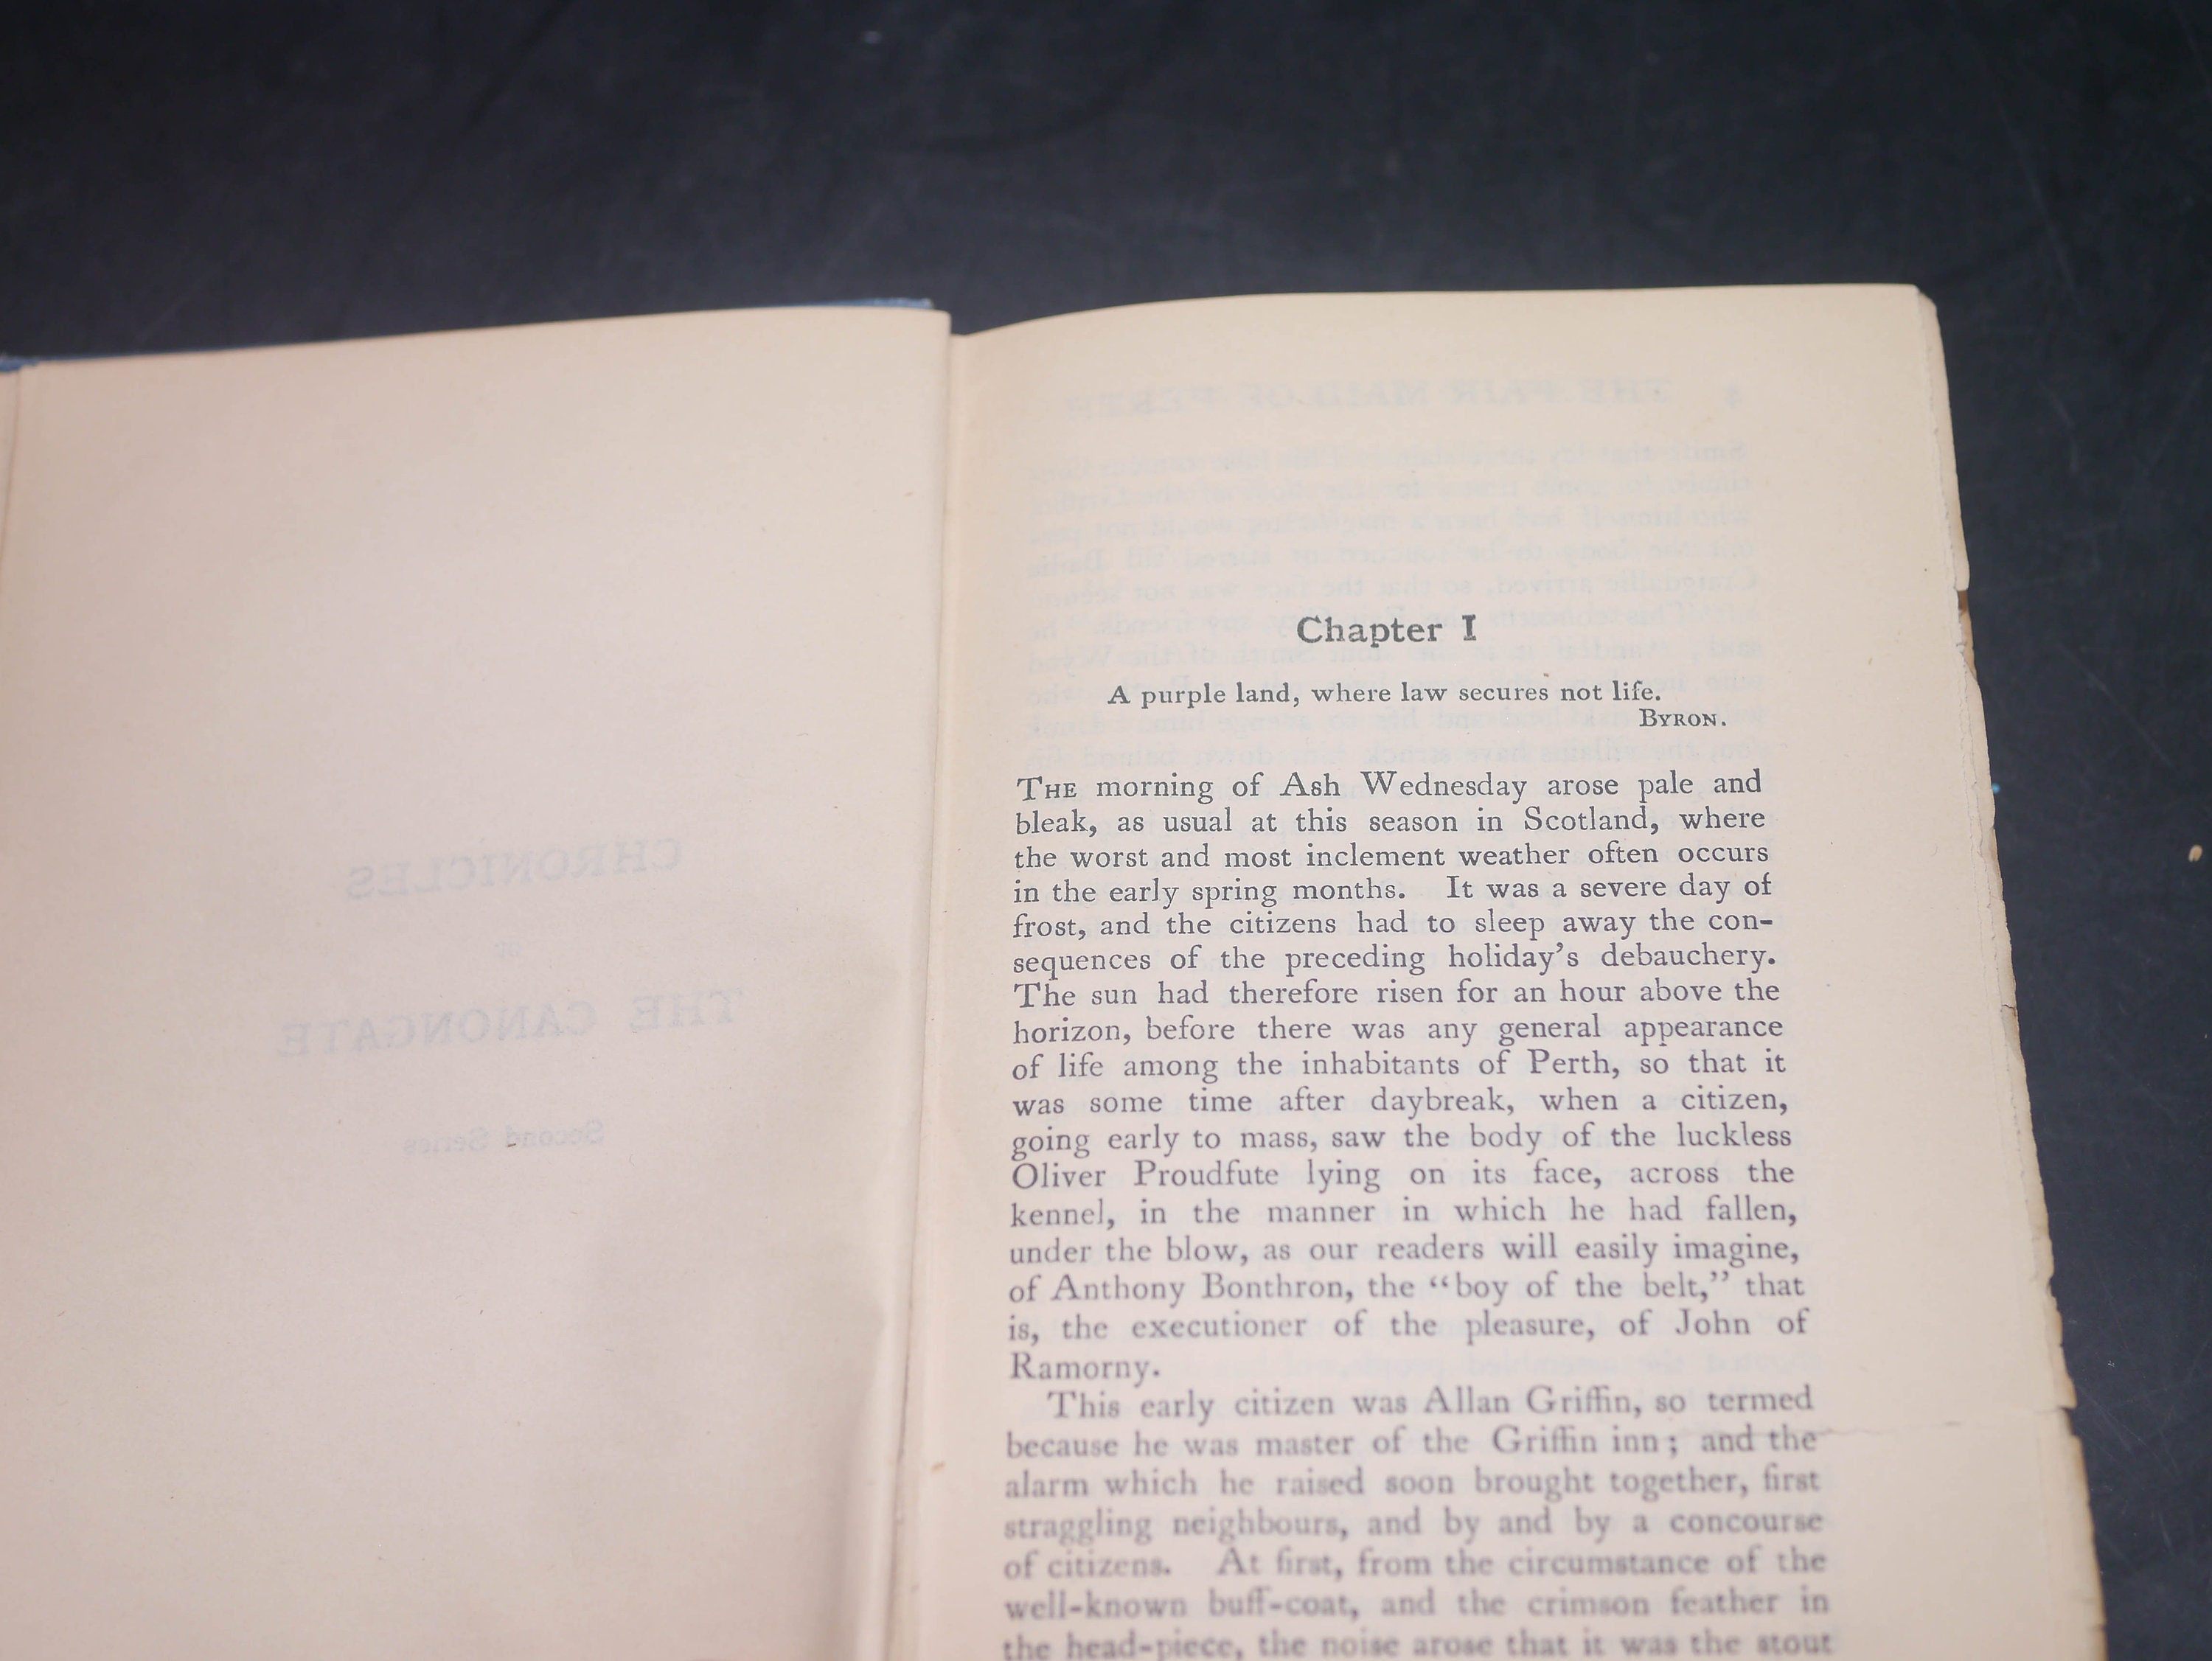 CHRONICLES
THE CANONGATE
Second Series
THE FAIR MAID OF PERTH
Chapter I
A purple land, where law secures not life.
BYRON.
THE morning of Ash Wednesday arose pale and
bleak, as usual at this season in Scotland, where
the worst and most inclement weather often occurs
in the early spring months. It was a severe day of
frost, and the citizens had to sleep away the con-
sequences of the preceding holiday's debauchery.
The sun had therefore risen for an hour above the
horizon, before there was any general appearance
of life among the inhabitants of Perth, so that it
was some time after daybreak, when a citizen,
going early to mass, saw the body of the luckless
Oliver Proudfute lying on its face, across the
kennel, in the manner in which he had fallen,
under the blow, as our readers will easily imagine,
of Anthony Bonthron, the “boy of the belt,” that
is, the executioner of the pleasure, of John of
Ramorny.
This early citizen was Allan Griffin, so termed
because he was master of the Griffin inn; and the
alarm which he raised soon brought together, first
straggling neighbours, and by and by a concourse
of citizens. At first, from the circumstance of the
well-known buff-coat, and the crimson feather in
the head-piece, the noise arose that it was the stout